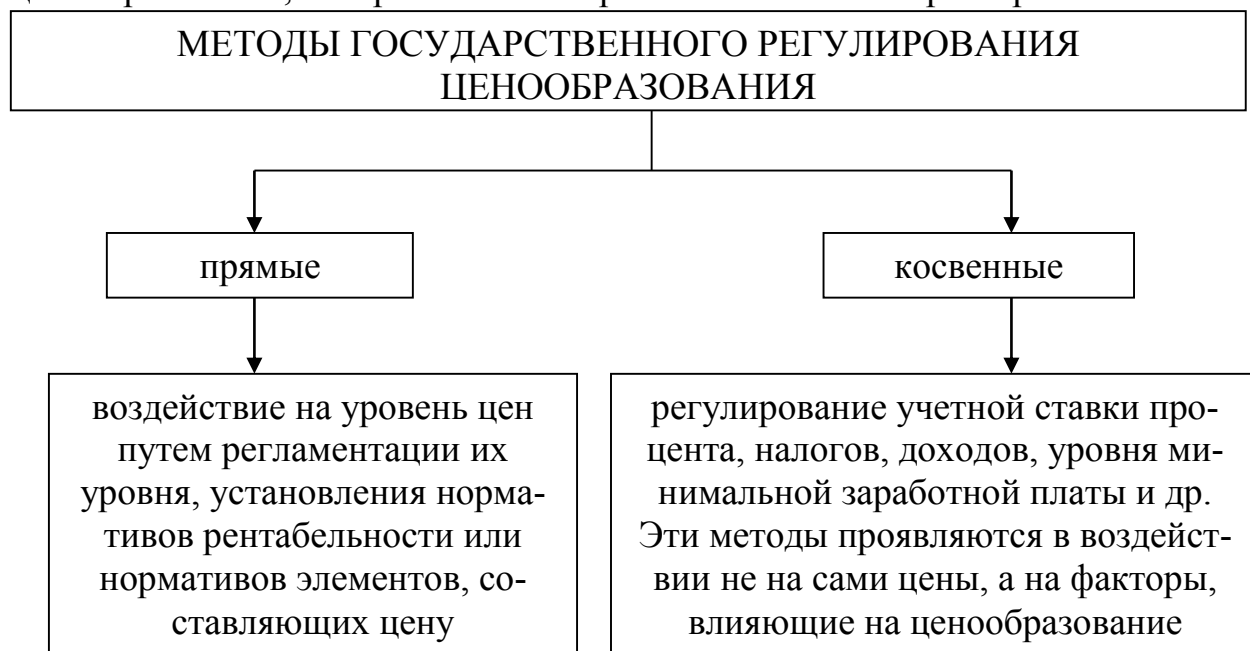 МЕТОДЫ ГОСУДАРСТВЕННОГО РЕГУЛИРОВАНИЯ
ЦЕНООБРАЗОВАНИЯ
прямые
косвенные
воздействие на уровень цен
путем регламентации их
уровня, установления норма-
тивов рентабельности или
нормативов элементов, со-
ставляющих цену
регулирование учетной ставки про-
цента, налогов, доходов, уровня ми-
нимальной заработной платы и др.
Эти методы проявляются в воздейст-
вии не на сами цены, а на факторы,
влияющие на ценообразование